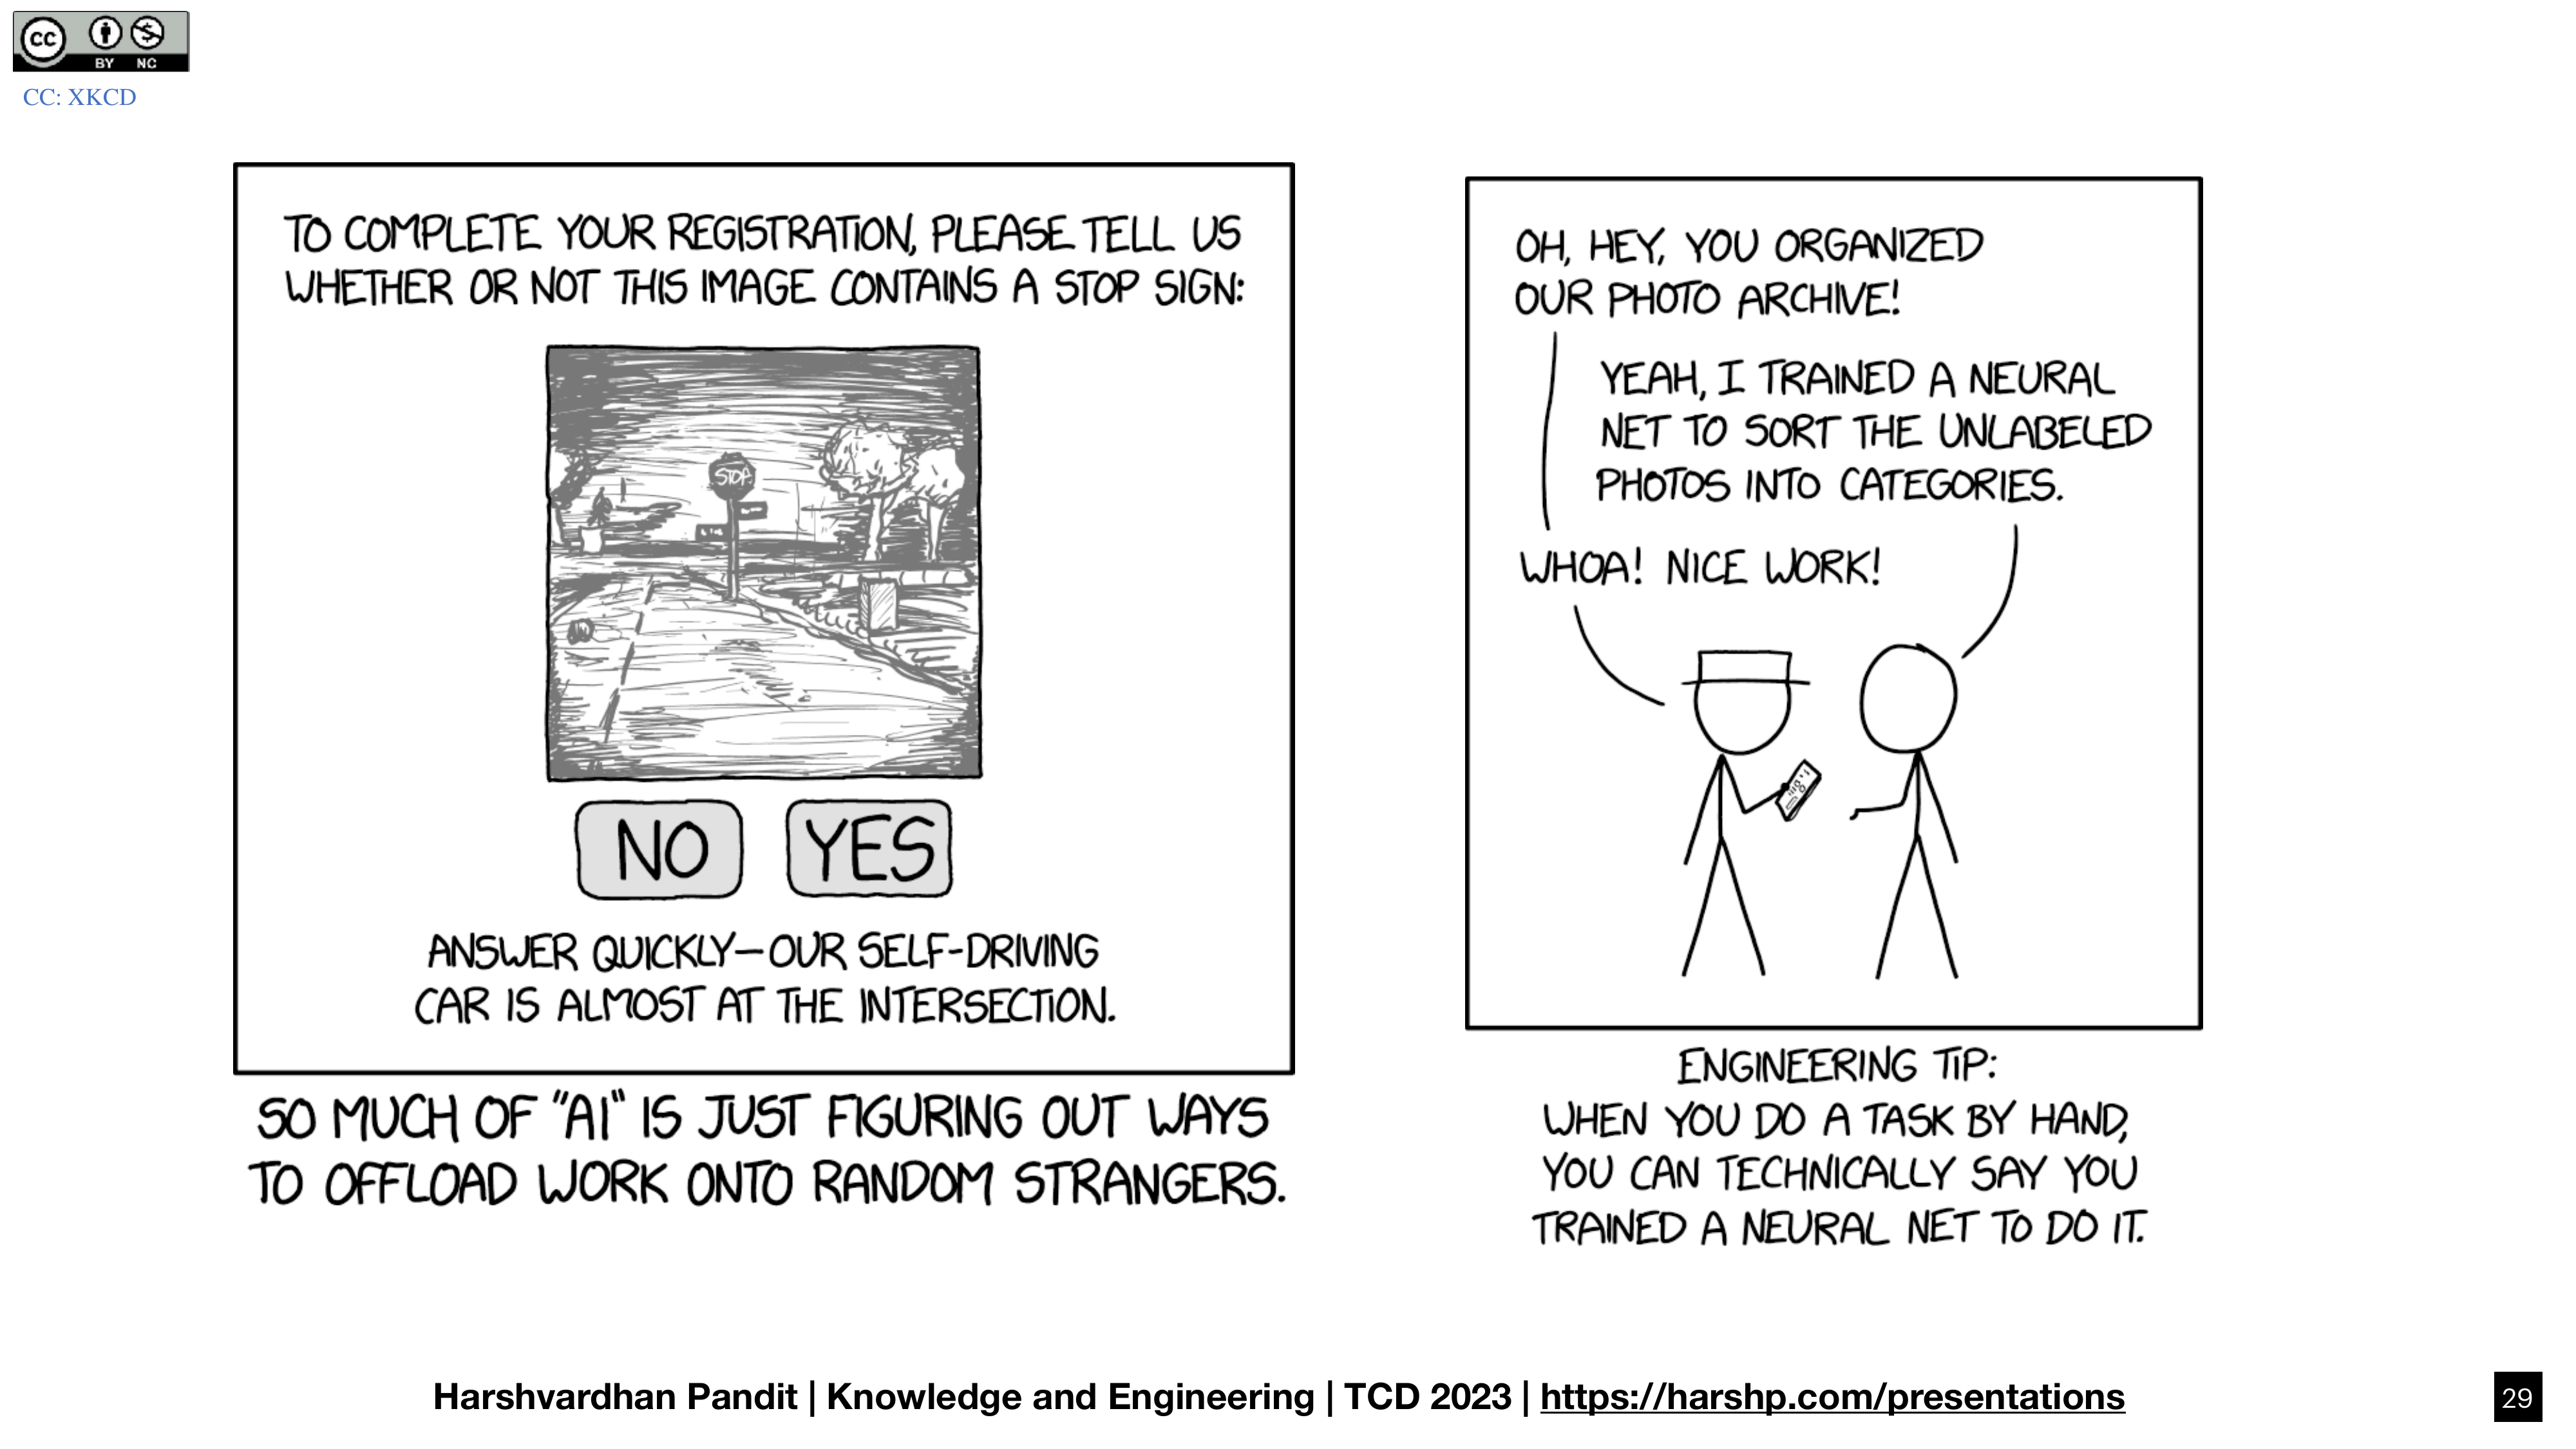 cc
BY NC
CC: XKCD
TO COMPLETE YOUR REGISTRATION, PLEASE TELL US
WHETHER OR NOT THIS IMAGE CONTAINS A STOP SIGN:
STOP
NO YES
ANSWER QUICKLY—OUR SELF-DRIVING
CAR IS ALMOST AT THE INTERSECTION.
SO MUCH OF "AI" IS JUST FIGURING OUT WAYS
TO OFFLOAD WORK ONTO RANDOM STRANGERS.
OH, HEY, YOU ORGANIZED
OUR PHOTO ARCHIVE!
YEAH, I TRAINED A NEURAL
NET TO SORT THE UNLABELED
PHOTOS INTO CATEGORIES.
WHOA! NICE WORK!
ENGINEERING TIP:
WHEN YOU DO A TASK BY HAND,
YOU CAN TECHNICALLY SAY YOU
TRAINED A NEURAL NET TO DO IT.
Harshvardhan Pandit | Knowledge and Engineering | TCD 2023 | https://harshp.com/presentations
29